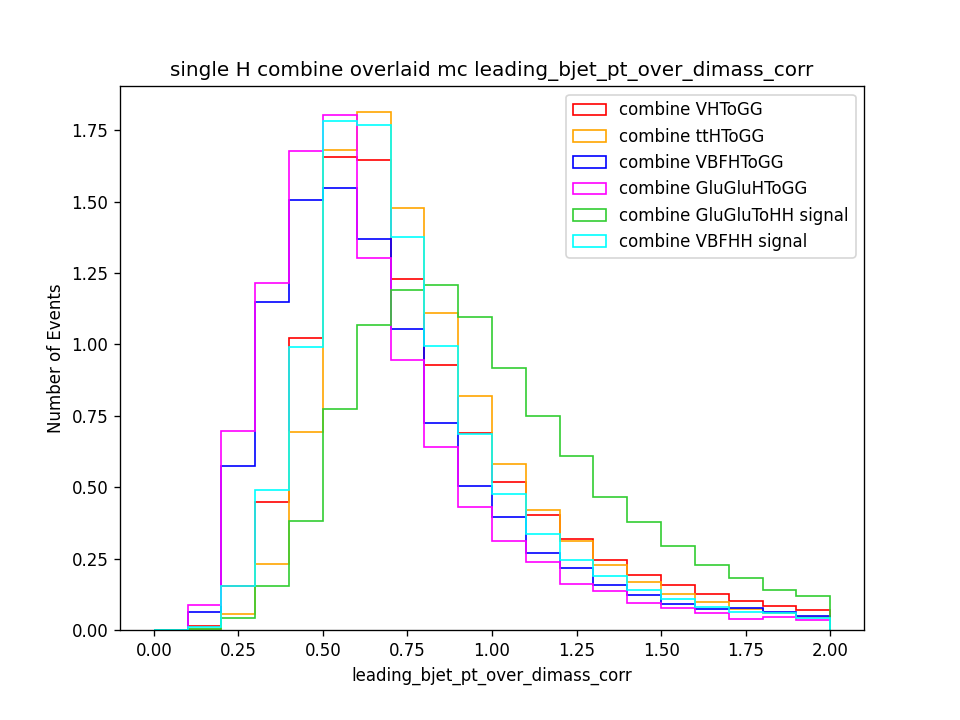 single H combine overlaid mc leading_bjet_pt_over_dimass_corr
combine VHToGG
combine ttHToGG
combine VBFHToGG
combine GluGluHToGG
combine GluGluToHH signal
combine VBFHH signal
Number of Events
1.75
1.50
1.25
1.00
0.75
0.50
0.25
0.00
0.00 0.25 0.50 0.75 1.00 1.25 1.50 1.75 2.00
leading_bjet_pt_over_dimass_corr